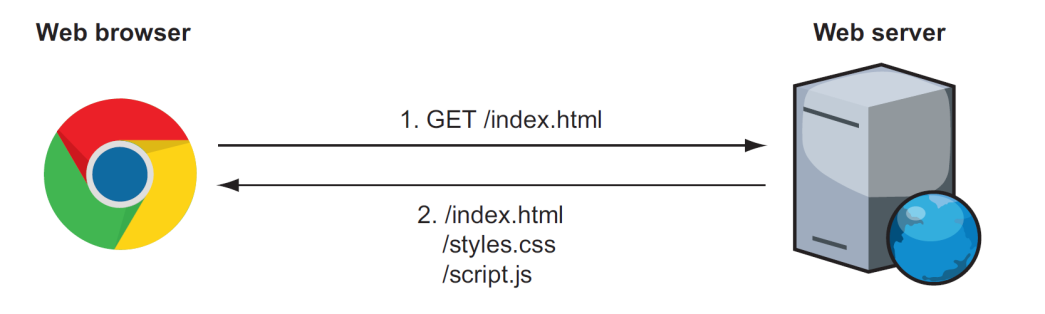 Web browser
Web server
1. GET /index.html
2. /index.html
/styles.css
/script.js